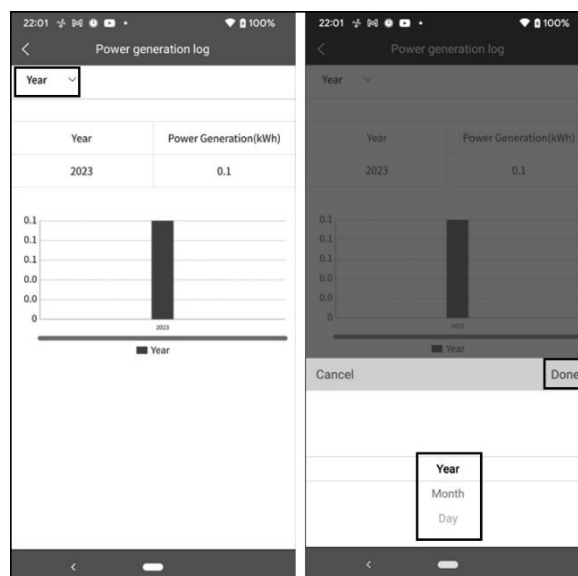 22:01 100%
Power generation log
Year
Year Power Generation(kWh)
2023 0.1
0.1
0.1
0.1
0.0
0.0
0
2023
Year
22:01 100%
Power generation log
Year
Year Power Generation(kWh)
2023 0.1
0.1
0.1
0.1
0.0
0.0
0
2023
Year
Cancel Done
Year
Month
Day